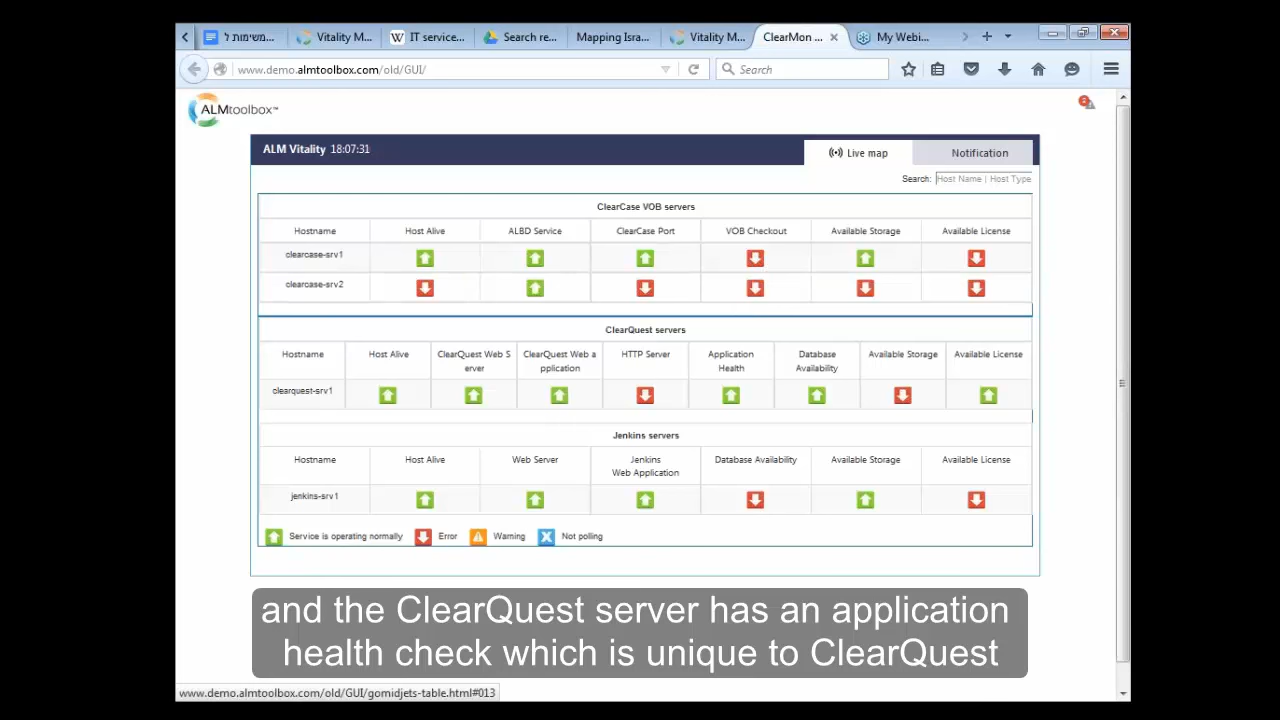 משימות ל...
Vitality M...
IT service...
Search re...
Mapping Isra...
Vitality M...
ClearMon ...
My Webi...
www.demo.almtoolbox.com/old/GUI/
Search
ALMtoolbox™
ALM Vitality 18:07:31
Live map
Notification
Search: Host Name | Host Type
ClearCase VOB servers
Hostname Host Alive ALBD Service ClearCase Port VOB Checkout Available Storage Available License
clearcase-srv1
clearcase-srv2
ClearQuest servers
Hostname Host Alive ClearQuest Web S ClearQuest Web a HTTP Server Application Database Available Storage Available License
erver pplication Health Availability
clearquest-srv1
Jenkins servers
Hostname Host Alive Web Server Jenkins Database Availability Available Storage Available License
Web Application
jenkins-srv1
Service is operating normally Error Warning Not polling
and the ClearQuest server has an application
health check which is unique to ClearQuest
www.demo.almtoolbox.com/old/GUI/gomidjets-table.html#013